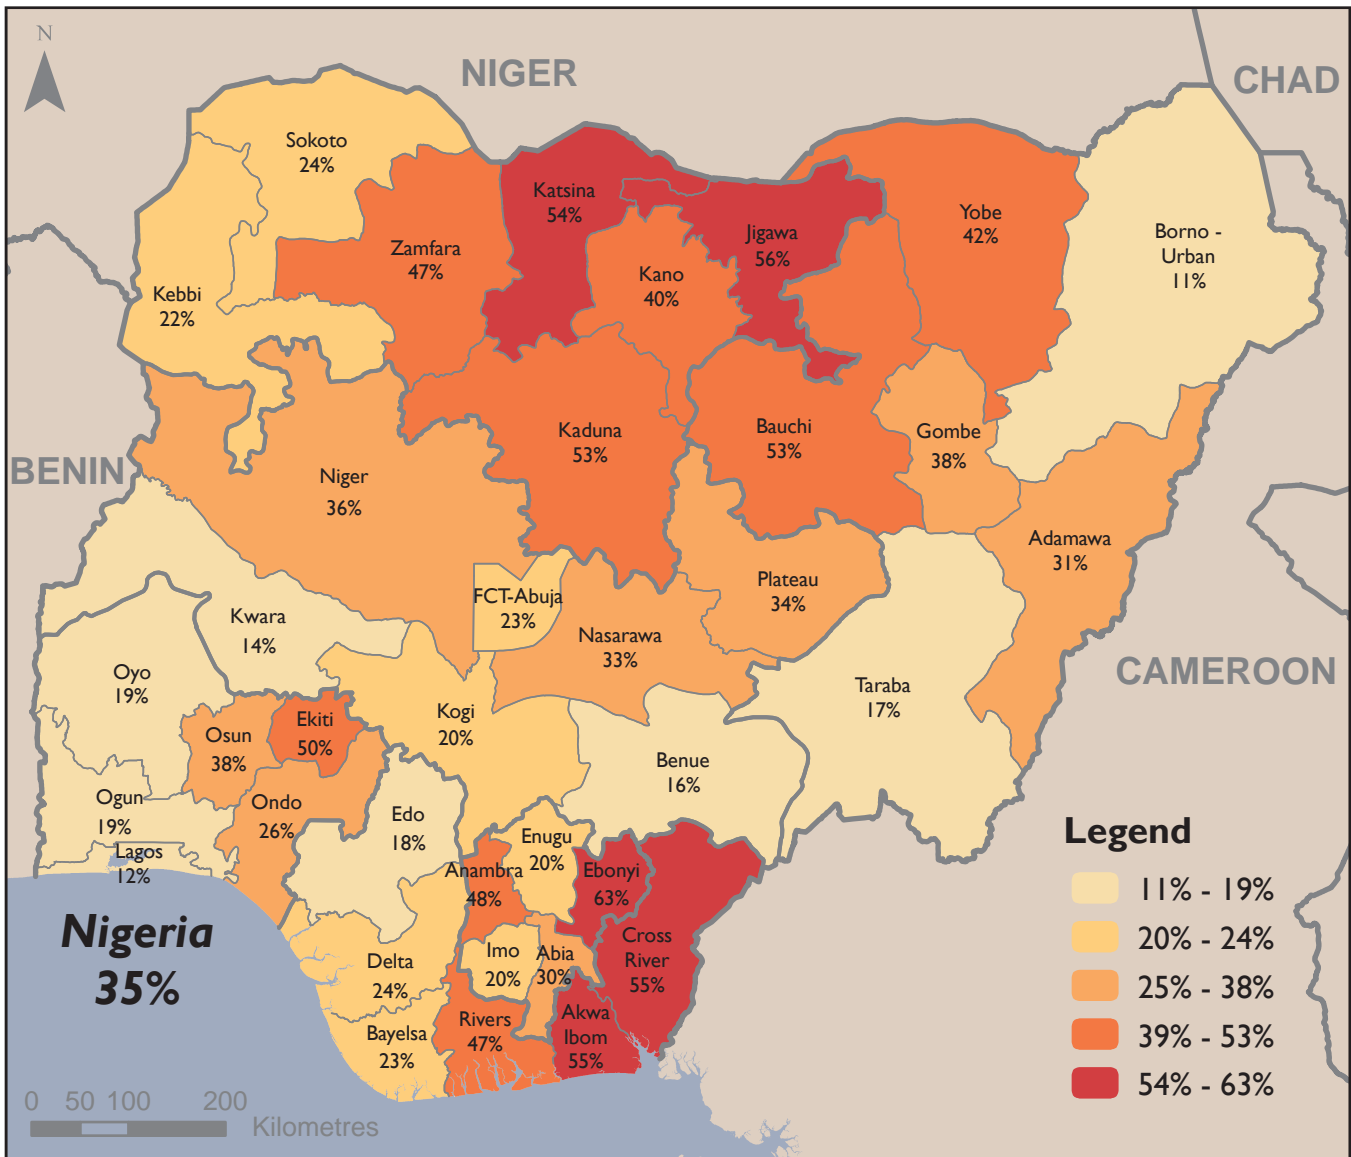 N
NIGER
CHAD
Sokoto
24%
Katsina
54%
Yobe
42%
Jigawa
56%
Borno -
Urban
11%
Zamfara
47%
Kano
40%
Kebbi
22%
Kaduna
53%
Bauchi
53%
Gombe
38%
BENIN
Niger
36%
Adamawa
31%
Plateau
34%
FCT-Abuja
23%
Kwara
14%
Nasarawa
33%
Oyo
19%
CAMEROON
Taraba
17%
Kogi
20%
Ekiti
50%
Osun
38%
Benue
16%
Ogun
19%
Ondo
26%
Edo
18%
Lagos
12%
Enugu
20%
Anambra
48%
Ebonyi
63%
Cross
River
55%
Imo
20%
Abia
30%
Delta
24%
Akwa
Ibom
55%
Rivers
47%
Bayelsa
23%
Nigeria
35%
Legend
11% - 19%
20% - 24%
25% - 38%
39% - 53%
54% - 63%
0 50 100 200
Kilometres